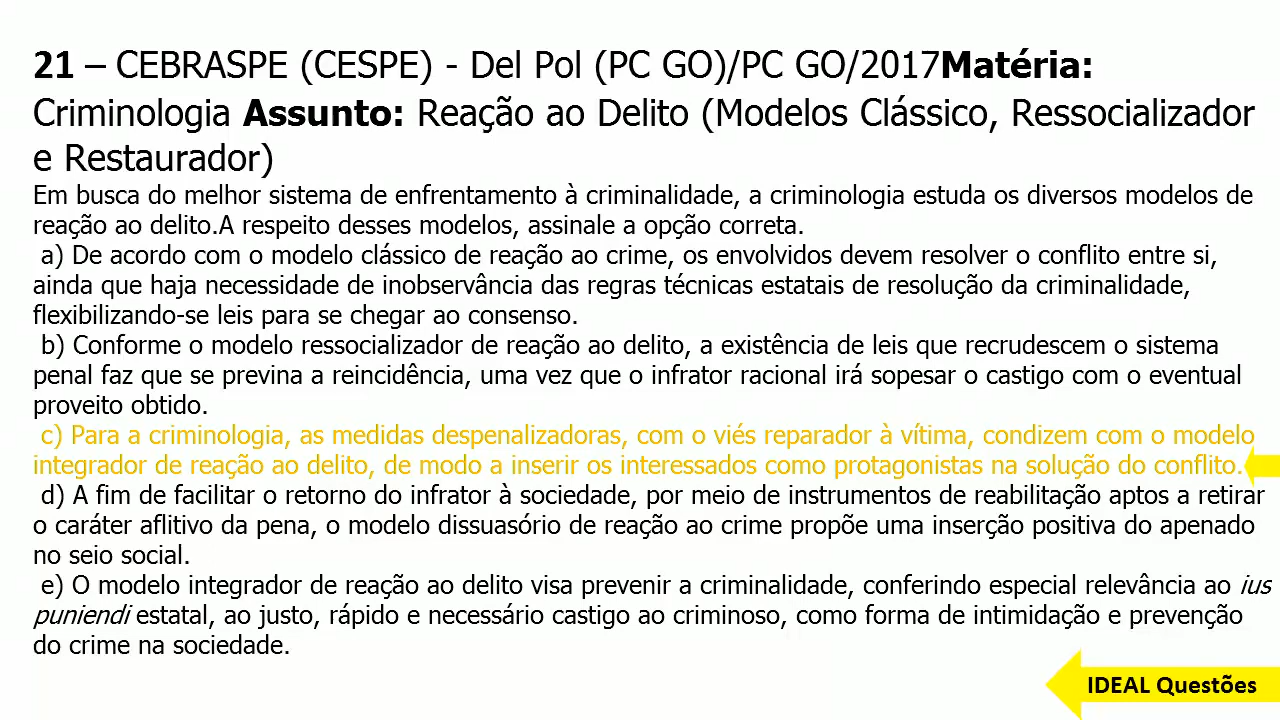 21 – CEBRASPE (CESPE) - Del Pol (PC GO)/PC GO/2017Matéria:
Criminologia Assunto: Reação ao Delito (Modelos Clássico, Ressocializador
e Restaurador)
Em busca do melhor sistema de enfrentamento à criminalidade, a criminologia estuda os diversos modelos de
reação ao delito.A respeito desses modelos, assinale a opção correta.
a) De acordo com o modelo clássico de reação ao crime, os envolvidos devem resolver o conflito entre si,
ainda que haja necessidade de inobservância das regras técnicas estatais de resolução da criminalidade,
flexibilizando-se leis para se chegar ao consenso.
b) Conforme o modelo ressocializador de reação ao delito, a existência de leis que recrudescem o sistema
penal faz que se previna a reincidência, uma vez que o infrator racional irá sopesar o castigo com o eventual
proveito obtido.
c) Para a criminologia, as medidas despenalizadoras, com o viés reparador à vítima, condizem com o modelo
integrador de reação ao delito, de modo a inserir os interessados como protagonistas na solução do conflito.
d) A fim de facilitar o retorno do infrator à sociedade, por meio de instrumentos de reabilitação aptos a retirar
o caráter aflitivo da pena, o modelo dissuasório de reação ao crime propõe uma inserção positiva do apenado
no seio social.
e) O modelo integrador de reação ao delito visa prevenir a criminalidade, conferindo especial relevância ao ius
puniendi estatal, ao justo, rápido e necessário castigo ao criminoso, como forma de intimidação e prevenção
do crime na sociedade.
IDEAL Questões